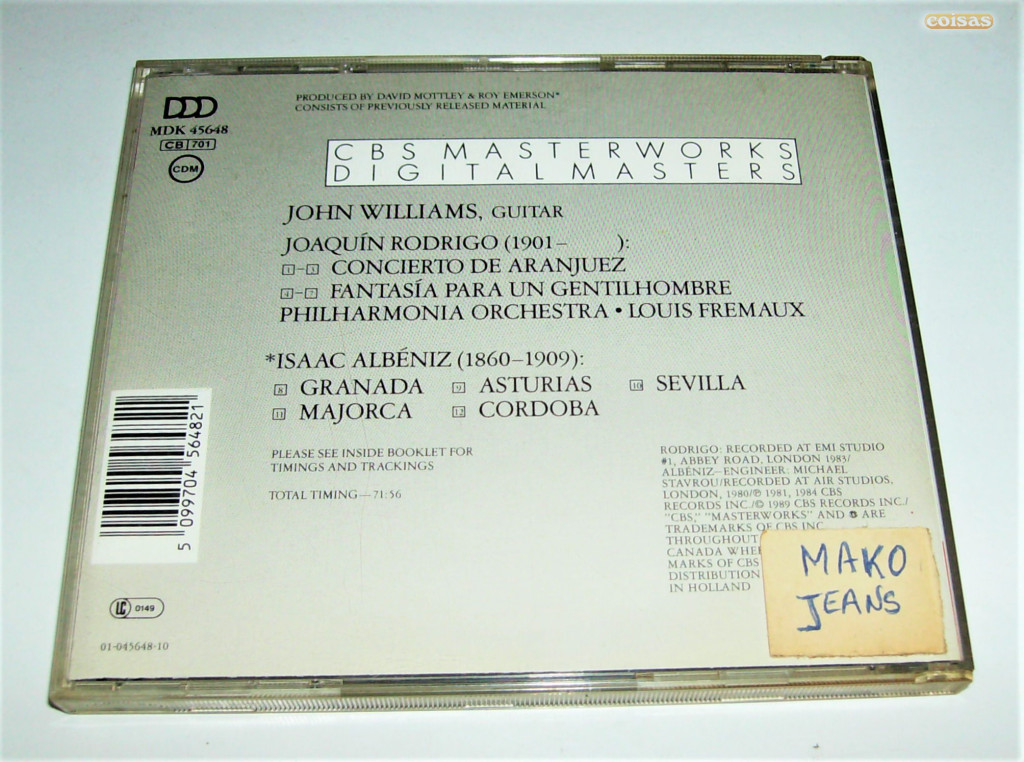 coisas
DDD
MDK 45648
CB 701
CDM
PRODUCED BY DAVID MOTTLEY & ROY EMERSON*
CONSISTS OF PREVIOUSLY RELEASED MATERIAL
CBS MASTERWORKS
DIGITAL MASTERS
JOHN WILLIAMS, GUITAR
JOAQUÍN RODRIGO (1901– ):
1–3 CONCIERTO DE ARANJUEZ
4–7 FANTASÍA PARA UN GENTILHOMBRE
PHILHARMONIA ORCHESTRA • LOUIS FREMAUX
*ISAAC ALBÉNIZ (1860–1909):
8 GRANADA 9 ASTURIAS 10 SEVILLA
11 MAJORCA 12 CORDOBA
PLEASE SEE INSIDE BOOKLET FOR
TIMINGS AND TRACKINGS
TOTAL TIMING—71:56
RODRIGO: RECORDED AT EMI STUDIO
#1, ABBEY ROAD, LONDON 1983/
ALBÉNIZ—ENGINEER: MICHAEL
STAVROU/RECORDED AT AIR STUDIOS,
LONDON, 1980/℗ 1981, 1984 CBS
RECORDS INC./© 1989 CBS RECORDS INC./
"CBS," "MASTERWORKS" AND ARE
TRADEMARKS OF CBS INC
THROUGHOUT
CANADA
MARKS OF CBS
DISTRIBUTION
IN HOLLAND
MAKO
JEANS
5 099704 564821
LC 0149
01-045648-10